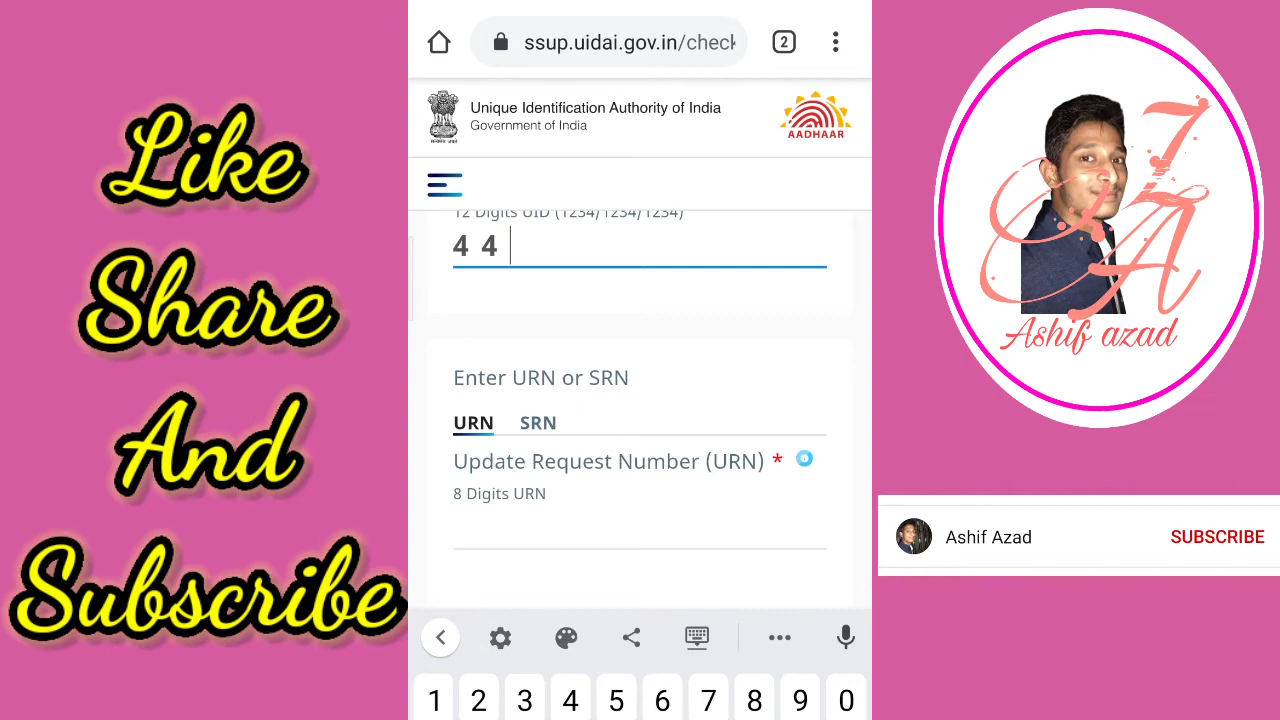 Like
Share
And
Subscribe
ssup.uidai.gov.in/check
2
Unique Identification Authority of India
Government of India
AADHAAR
12 Digits UID (1234/1234/1234)
4 4
Enter URN or SRN
URN SRN
Update Request Number (URN) *
8 Digits URN
1 2 3 4 5 6 7 8 9 0
Ashif azad
Ashif Azad SUBSCRIBE